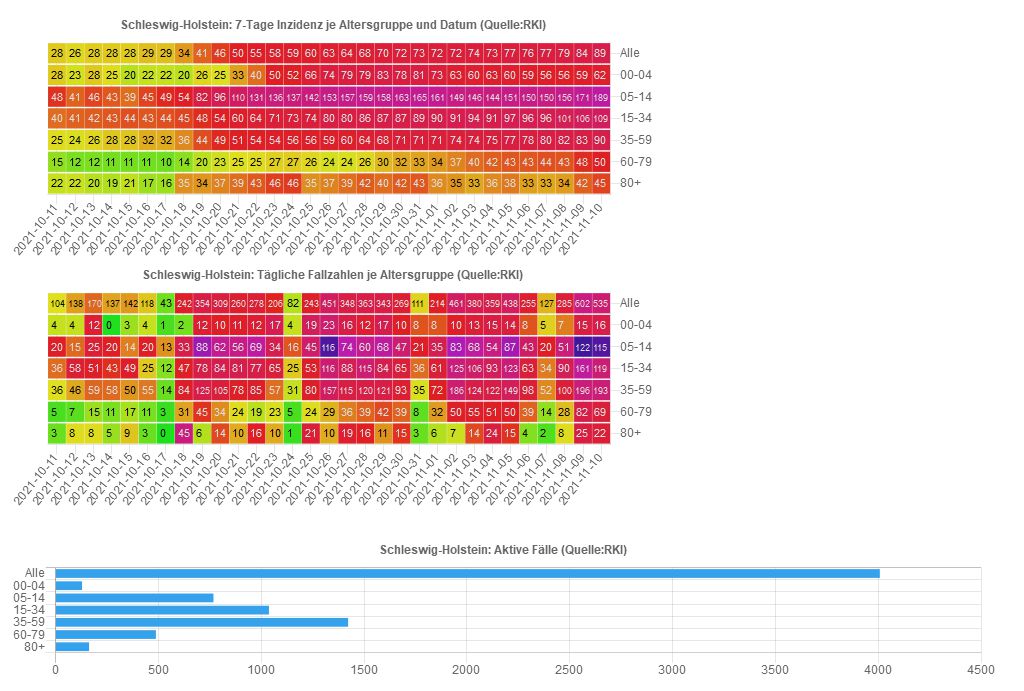 Schleswig-Holstein: 7-Tage Inzidenz je Altersgruppe und Datum (Quelle:RKI)
28 26 28 28 28 29 29 34 41 46 50 55 58 59 60 63 64 68 70 72 73 72 72 74 73 77 76 77 79 84 89 Alle
28 23 28 25 20 22 22 20 26 25 33 40 50 52 66 74 79 79 83 78 81 73 63 60 63 60 59 56 56 59 62 00-04
48 41 46 43 39 45 49 54 82 96 110 131 136 137 142 153 157 159 158 163 165 161 149 146 144 151 150 150 156 171 189 05-14
40 41 42 45 44 43 44 45 48 54 60 64 71 73 74 80 80 86 87 87 89 90 91 94 91 97 96 96 101 106 109 15-34
25 24 26 28 28 32 32 36 44 49 51 54 54 56 56 59 60 64 68 71 71 71 74 74 75 77 78 80 82 83 90 35-59
15 12 12 11 11 11 10 14 20 23 25 25 27 27 26 24 24 26 30 32 33 34 37 40 42 43 43 44 43 48 50 60-79
22 22 20 19 21 17 16 35 34 37 39 43 46 46 35 37 39 42 40 42 43 36 35 33 36 38 33 33 34 42 45 80+
2021-10-11 2021-10-12 2021-10-13 2021-10-14 2021-10-15 2021-10-16 2021-10-17 2021-10-18 2021-10-19 2021-10-20 2021-10-21 2021-10-22 2021-10-23 2021-10-24 2021-10-25 2021-10-26 2021-10-27 2021-10-28 2021-10-29 2021-10-30 2021-10-31 2021-11-01 2021-11-02 2021-11-03 2021-11-04 2021-11-05 2021-11-06 2021-11-07 2021-11-08 2021-11-09 2021-11-10
Schleswig-Holstein: Tägliche Fallzahlen je Altersgruppe (Quelle:RKI)
104 138 170 137 142 118 43 242 354 309 260 278 206 82 243 451 348 363 343 269 111 214 461 380 359 438 255 127 285 602 535 Alle
4 4 12 0 3 4 1 2 12 10 11 12 17 4 19 23 16 12 17 10 8 8 10 13 15 14 8 5 7 15 16 00-04
20 15 25 20 14 20 13 33 88 62 56 69 34 16 45 116 74 60 68 47 21 35 83 68 54 87 43 20 51 122 115 05-14
36 58 51 43 49 25 12 47 78 84 81 77 65 25 53 116 88 115 84 65 36 61 125 106 93 123 63 34 90 161 119 15-34
36 46 59 58 50 55 14 84 125 105 78 85 57 31 80 157 115 120 121 93 35 72 186 124 122 149 98 52 100 196 193 35-59
5 7 15 11 17 11 3 31 45 34 24 19 23 5 24 29 36 39 42 39 8 32 50 55 51 50 39 14 28 82 69 60-79
3 8 8 5 9 3 0 45 6 14 10 16 10 1 21 10 19 16 11 15 3 6 7 14 24 15 4 2 8 25 22 80+
2021-10-11 2021-10-12 2021-10-13 2021-10-14 2021-10-15 2021-10-16 2021-10-17 2021-10-18 2021-10-19 2021-10-20 2021-10-21 2021-10-22 2021-10-23 2021-10-24 2021-10-25 2021-10-26 2021-10-27 2021-10-28 2021-10-29 2021-10-30 2021-10-31 2021-11-01 2021-11-02 2021-11-03 2021-11-04 2021-11-05 2021-11-06 2021-11-07 2021-11-08 2021-11-09 2021-11-10
Schleswig-Holstein: Aktive Fälle (Quelle:RKI)
Alle
00-04
05-14
15-34
35-59
60-79
80+
0 500 1000 1500 2000 2500 3000 3500 4000 4500